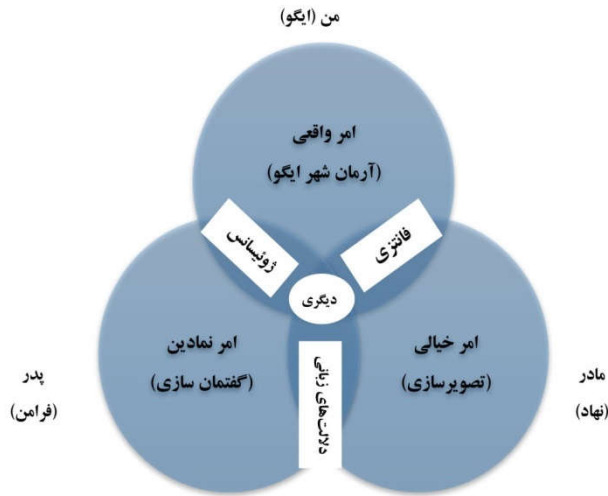 من (ایگو)
امر واقعی
(آرمان شهر ایگو)
فانتزی
ژوئیسانس
دیگری
امر خیالی
(تصویرسازی)
امر نمادین
(گفتمان سازی)
دلالت‌های زبانی
مادر
(نهاد)
پدر
(فرامن)